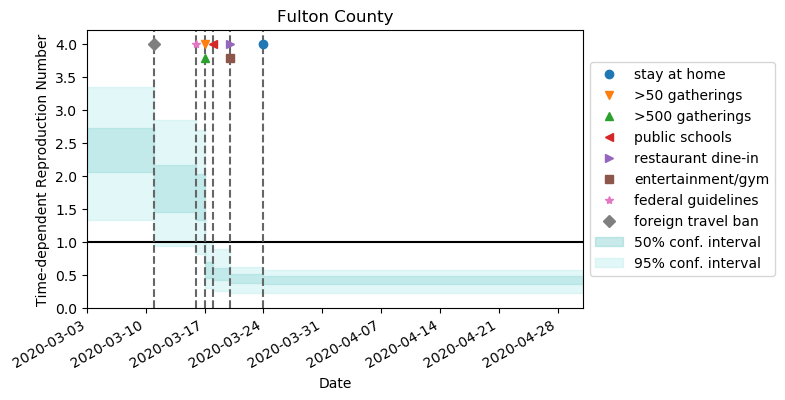 Fulton County
Time-dependent Reproduction Number
4.0
3.5
3.0
2.5
2.0
1.5
1.0
0.5
0.0
2020-03-03
2020-03-10
2020-03-17
2020-03-24
2020-03-31
2020-04-07
2020-04-14
2020-04-21
2020-04-28
Date
stay at home
>50 gatherings
>500 gatherings
public schools
restaurant dine-in
entertainment/gym
federal guidelines
foreign travel ban
50% conf. interval
95% conf. interval